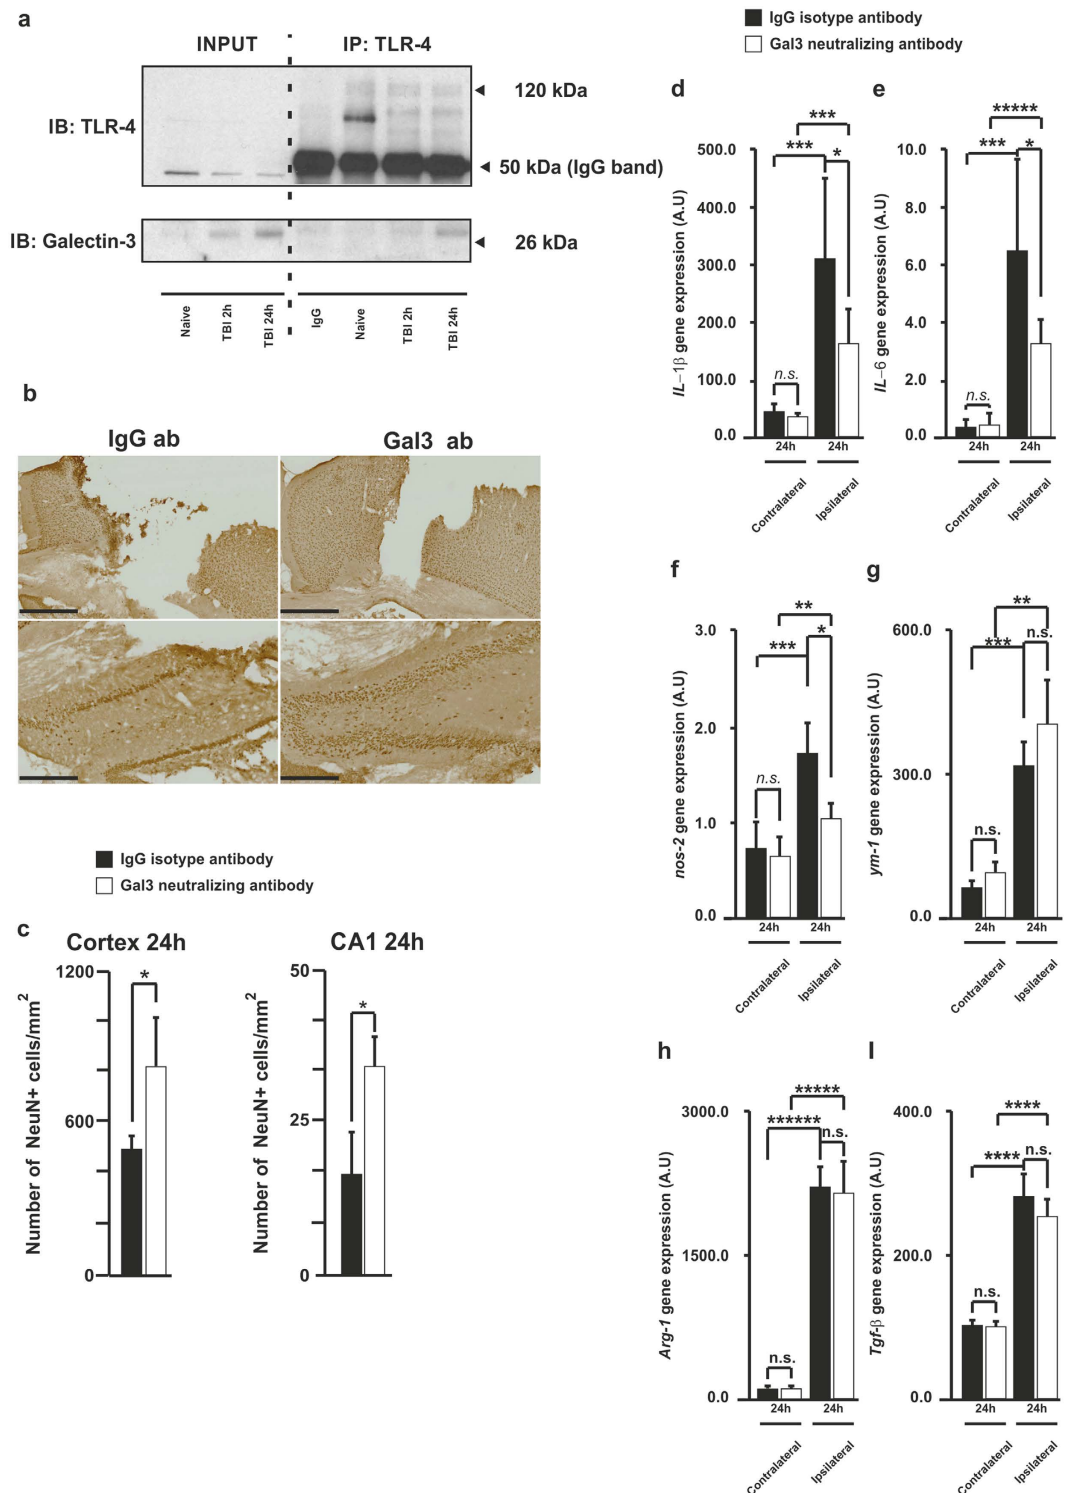 a
INPUT
IP: TLR-4
IB: TLR-4
120 kDa
50 kDa (IgG band)
IB: Galectin-3
26 kDa
Naive
TBI 2h
TBI 24h
IgG
Naive
TBI 2h
TBI 24h
b
IgG ab
Gal3 ab
IgG isotype antibody
Gal3 neutralizing antibody
c
Cortex 24h
Number of NeuN+ cells/mm2
1200
600
0
*
CA1 24h
Number of NeuN+ cells/mm2
50
25
0
*
IgG isotype antibody
Gal3 neutralizing antibody
d
IL-1β gene expression (A.U)
500.0
400.0
300.0
200.0
100.0
0.0
***
***
*
n.s.
24h
24h
Contralateral
Ipsilateral
e
IL-6 gene expression (A.U)
10.0
8.0
6.0
4.0
2.0
0.0
*****
***
*
n.s.
24h
24h
Contralateral
Ipsilateral
f
nos-2 gene expression (A.U)
3.0
2.0
1.0
0.0
**
***
*
n.s.
24h
24h
Contralateral
Ipsilateral
g
ym-1 gene expression (A.U)
600.0
300.0
0.0
**
***
n.s.
n.s.
24h
24h
Contralateral
Ipsilateral
h
Arg-1 gene expression (A.U)
3000.0
1500.0
0.0
*****
******
n.s.
n.s.
24h
24h
Contralateral
Ipsilateral
I
Tgf-β gene expression (A.U)
400.0
200.0
0.0
****
****
n.s.
n.s.
24h
24h
Contralateral
Ipsilateral